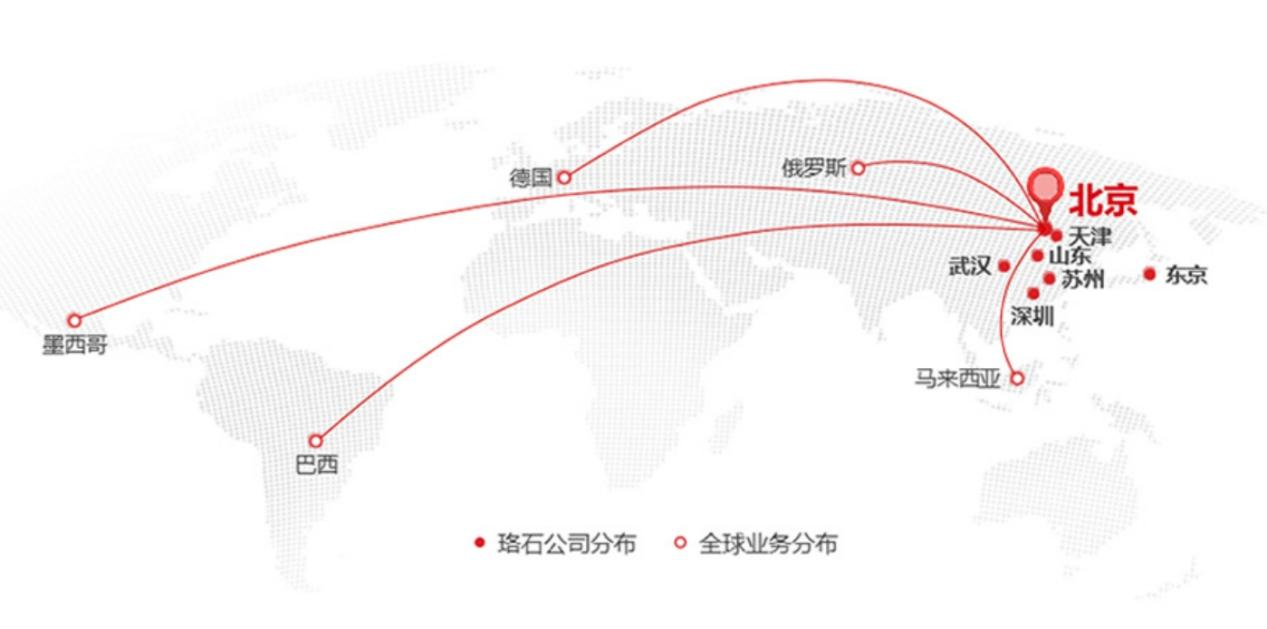 德国
俄罗斯
北京
天津
山东
武汉
苏州
东京
深圳
墨西哥
马来西亚
巴西
珞石公司分布
全球业务分布